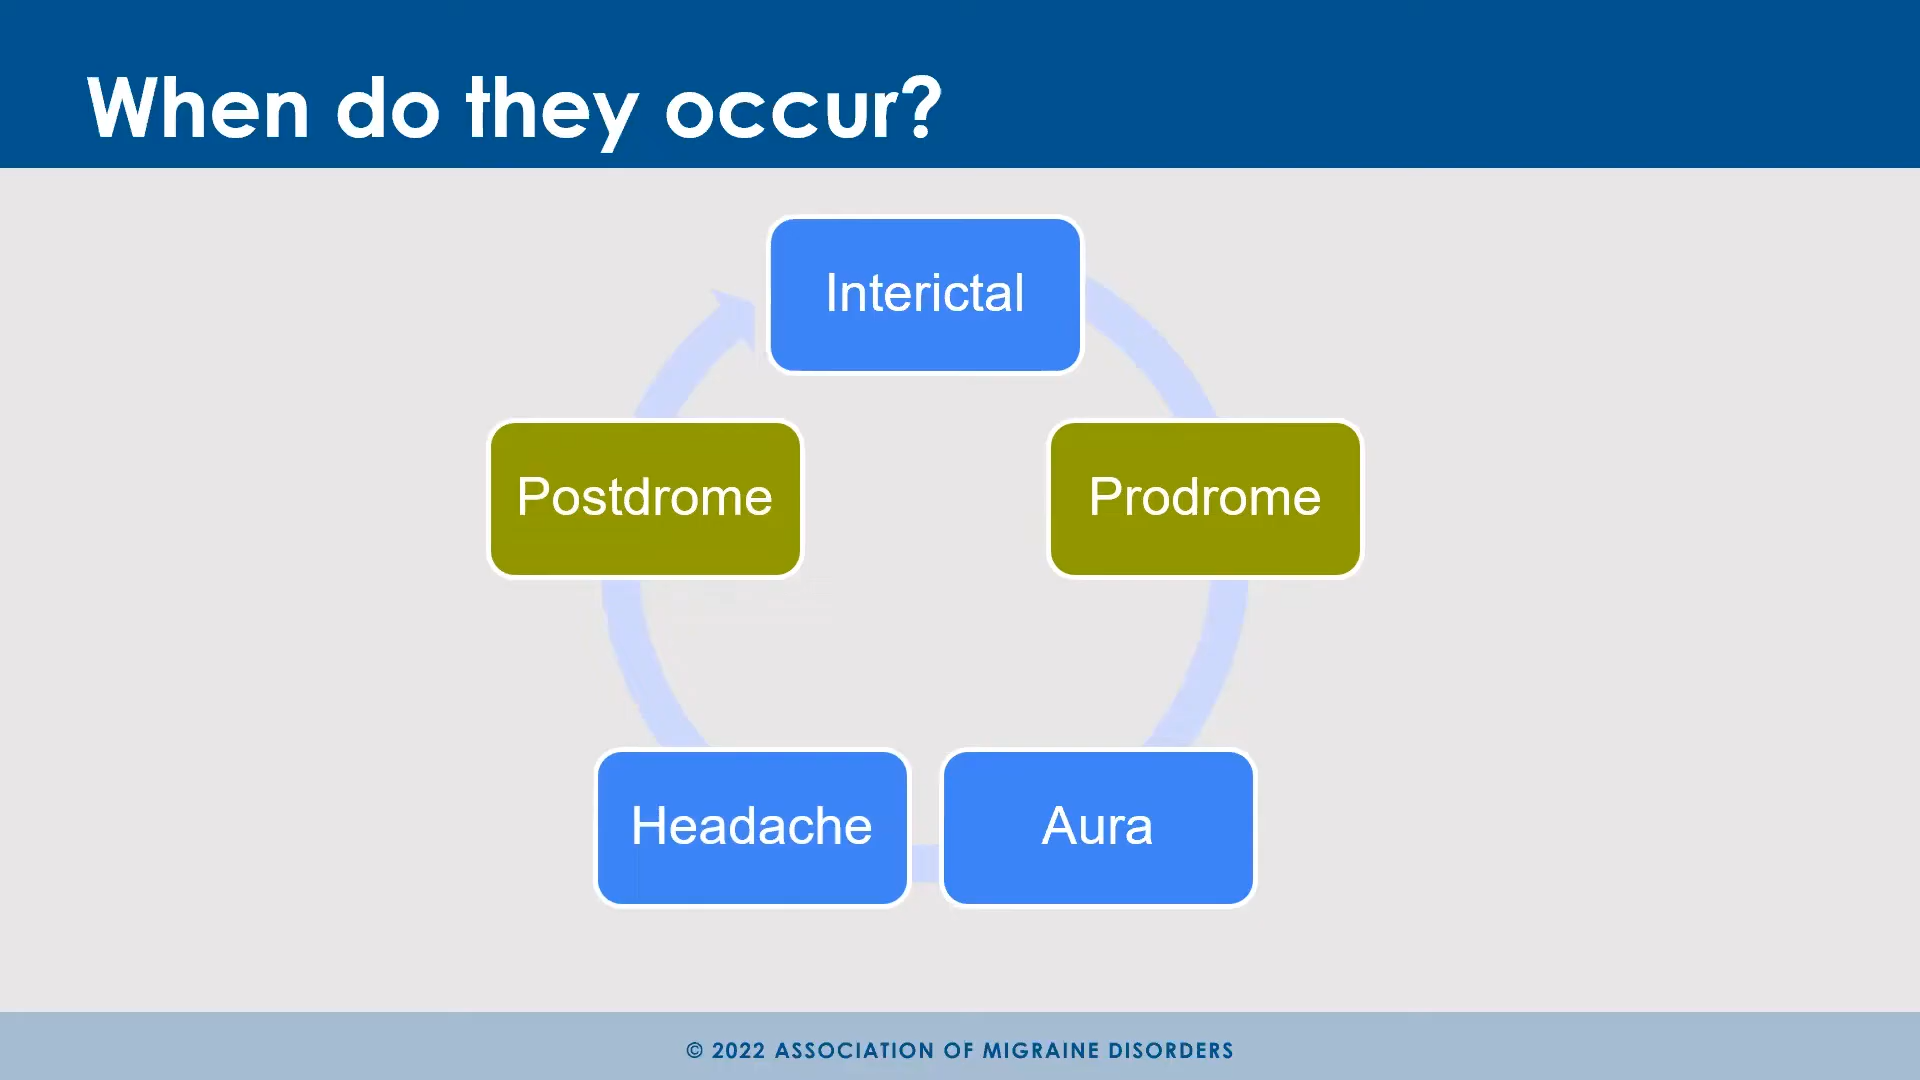 When do they occur?
Interictal
Postdrome
Prodrome
Headache
Aura
© 2022 ASSOCIATION OF MIGRAINE DISORDERS